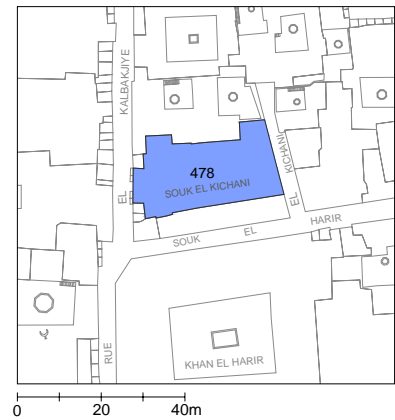 KALBAKJIYE
EL
RUE
478
SOUK EL KICHANI
KICHANI
EL
SOUK EL HARIR
KHAN EL HARIR
0 20 40m